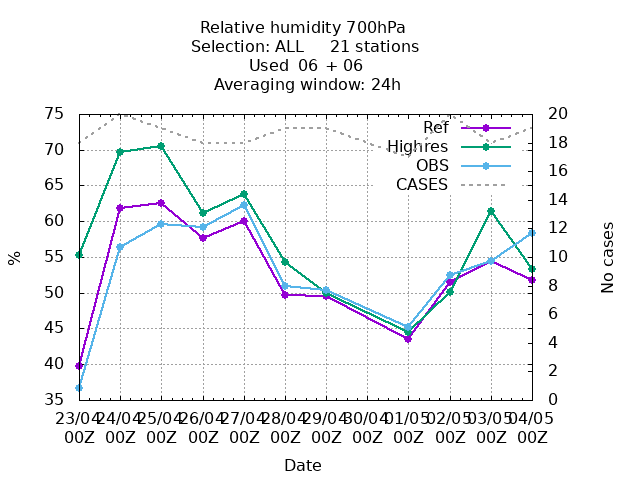 Relative humidity 700hPa
Selection: ALL 21 stations
Used 06 + 06
Averaging window: 24h
75
70
65
60
55
50
45
40
35
%
20
18
16
14
12
10
8
6
4
2
0
No cases
Ref
Highres
OBS
CASES
23/04 24/04 25/04 26/04 27/04 28/04 29/04 30/04 01/05 02/05 03/05 04/05
00Z 00Z 00Z 00Z 00Z 00Z 00Z 00Z 00Z 00Z 00Z 00Z
Date